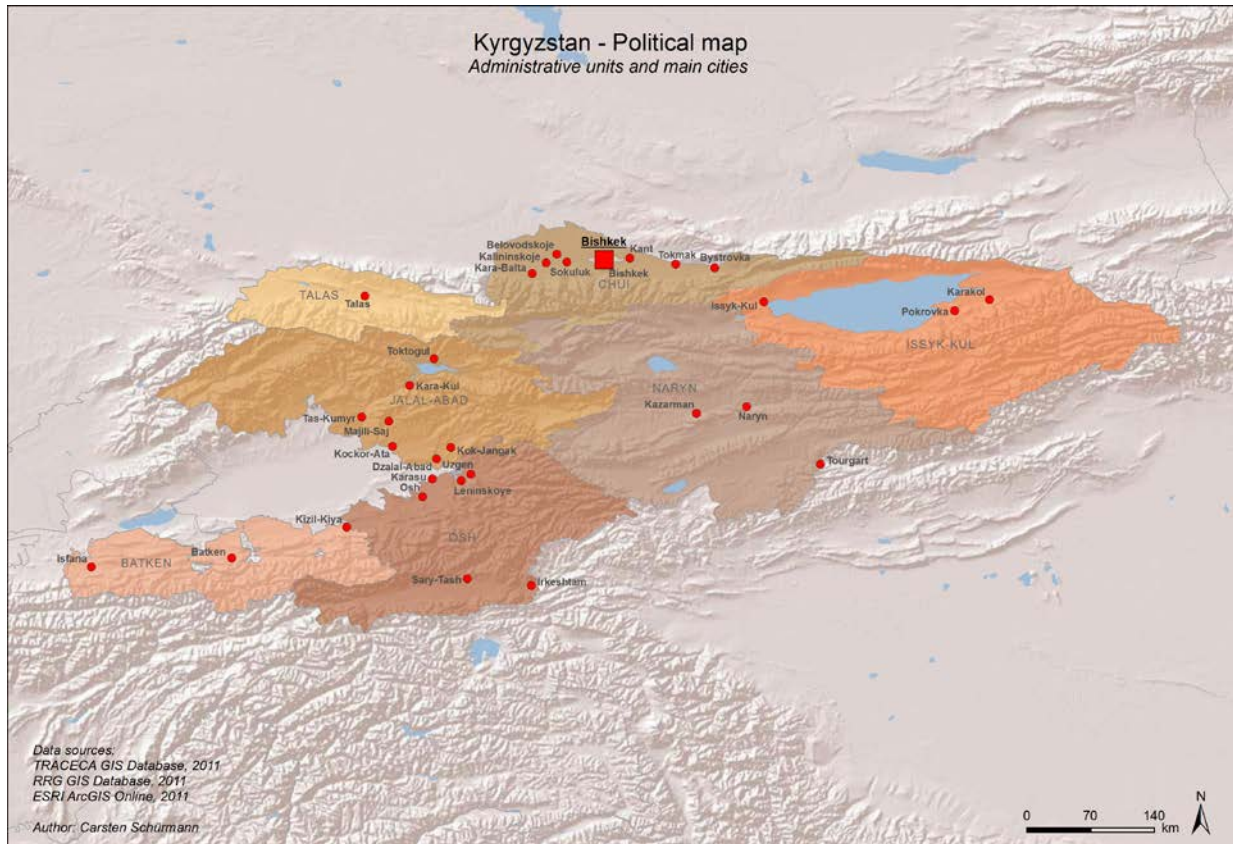 Kyrgyzstan - Political map
Administrative units and main cities
Bishkek
Belovodskoje
Kant
Kalininskoje
Tokmak
Bystrovka
Kara-Balta
Sokuluk
Bishkek
CHUI
TALAS
Talas
Issyk-Kul
Karakol
Pokrovka
ISSYK KUL
Toktogul
Kara-Kul
JALAL-ABAD
NARYN
Kazarman
Naryn
Tas-Kumyr
Majili-Saj
Kockor-Ata
Kok-Jangak
Uzgen
Dzalal-Abad
Karasu
Osh
Leninskoye
Tourgart
Kizil-Kiya
OSH
Isfana
BATKEN
Batken
Sary-Tash
Irkeshtam
Data sources:
TRACECA GIS Database, 2011
RRG GIS Database, 2011
ESRI ArcGIS Online, 2011
Author: Carsten Schürmann
N
0 70 140
km